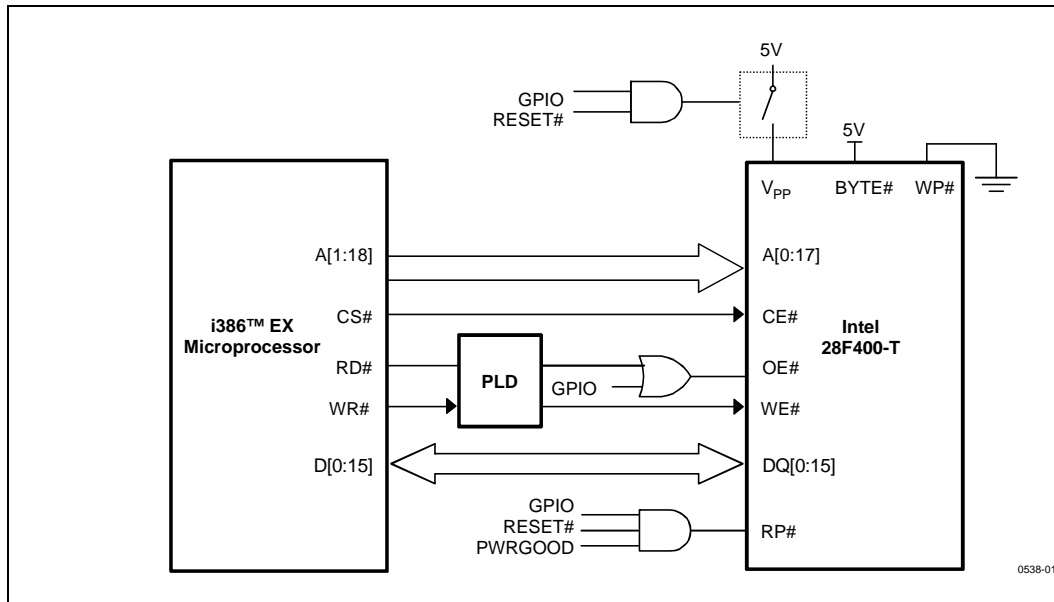 5V
GPIO
RESET#
5V
V_PP BYTE# WP#
A[1:18]
A[0:17]
i386™ EX
Microprocessor
CS#
CE#
Intel
28F400-T
RD#
PLD
GPIO
OE#
WR#
WE#
D[0:15]
DQ[0:15]
GPIO
RESET#
PWRGOOD
RP#
0538-01